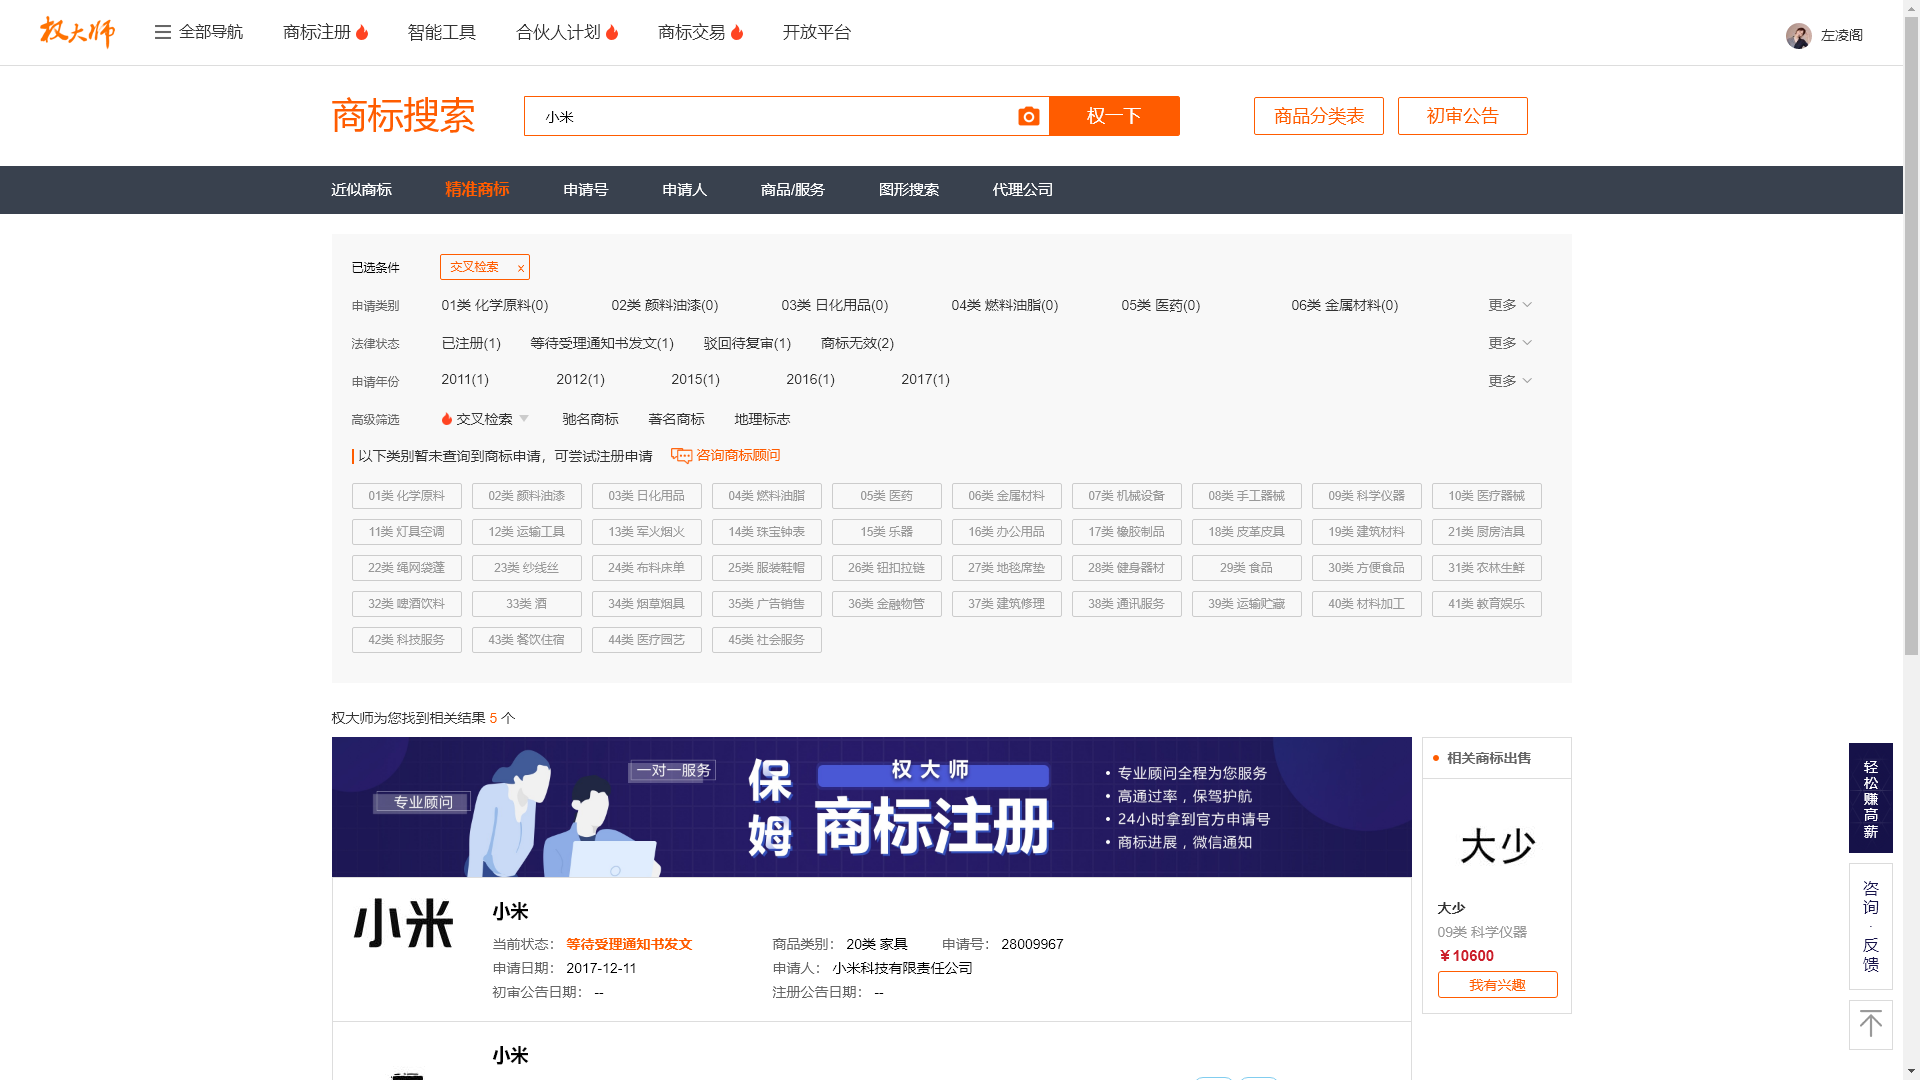 权大师 全部导航 商标注册 智能工具 合伙人计划 商标交易 开放平台 左凌阁
商标搜索 小米 权一下 商品分类表 初审公告
近似商标 精准商标 申请号 申请人 商品/服务 图形搜索 代理公司
已选条件 交叉检索 x
申请类别 01类 化学原料(0) 02类 颜料油漆(0) 03类 日化用品(0) 04类 燃料油脂(0) 05类 医药(0) 06类 金属材料(0) 更多
法律状态 已注册(1) 等待受理通知书发文(1) 驳回待复审(1) 商标无效(2) 更多
申请年份 2011(1) 2012(1) 2015(1) 2016(1) 2017(1) 更多
高级筛选 交叉检索 驰名商标 著名商标 地理标志
以下类别暂未查询到商标申请，可尝试注册申请 咨询商标顾问
01类 化学原料 02类 颜料油漆 03类 日化用品 04类 燃料油脂 05类 医药 06类 金属材料 07类 机械设备 08类 手工器械 09类 科学仪器 10类 医疗器械
11类 灯具空调 12类 运输工具 13类 军火烟火 14类 珠宝钟表 15类 乐器 16类 办公用品 17类 橡胶制品 18类 皮革皮具 19类 建筑材料 21类 厨房洁具
22类 绳网袋蓬 23类 纱线丝 24类 布料床单 25类 服装鞋帽 26类 钮扣拉链 27类 地毯席垫 28类 健身器材 29类 食品 30类 方便食品 31类 农林生鲜
32类 啤酒饮料 33类 酒 34类 烟草烟具 35类 广告销售 36类 金融物管 37类 建筑修理 38类 通讯服务 39类 运输贮藏 40类 材料加工 41类 教育娱乐
42类 科技服务 43类 餐饮住宿 44类 医疗园艺 45类 社会服务
权大师为您找到相关结果 5 个
专业顾问 一对一服务 保姆 权大师 商标注册
• 专业顾问全程为您服务
• 高通过率，保驾护航
• 24小时拿到官方申请号
• 商标进展，微信通知
小米
小米
当前状态： 等待受理通知书发文 商品类别： 20类 家具 申请号： 28009967
申请日期： 2017-12-11 申请人： 小米科技有限责任公司
初审公告日期： -- 注册公告日期： --
小米
相关商标出售
大少
大少
09类 科学仪器
￥10600
我有兴趣
轻松赚高薪
咨询·反馈